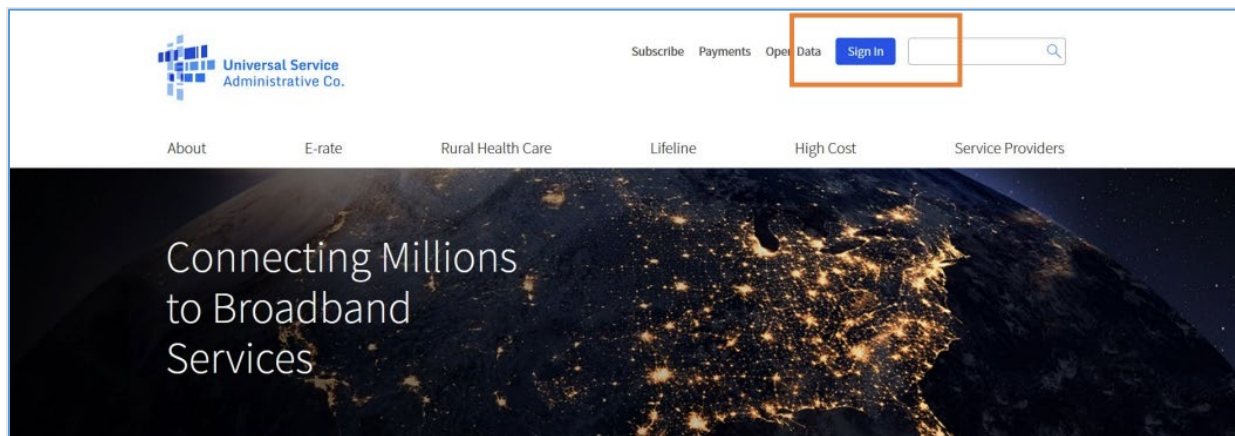 Universal Service
Administrative Co.
Subscribe Payments Open Data Sign In
About E-rate Rural Health Care Lifeline High Cost Service Providers
Connecting Millions
to Broadband
Services